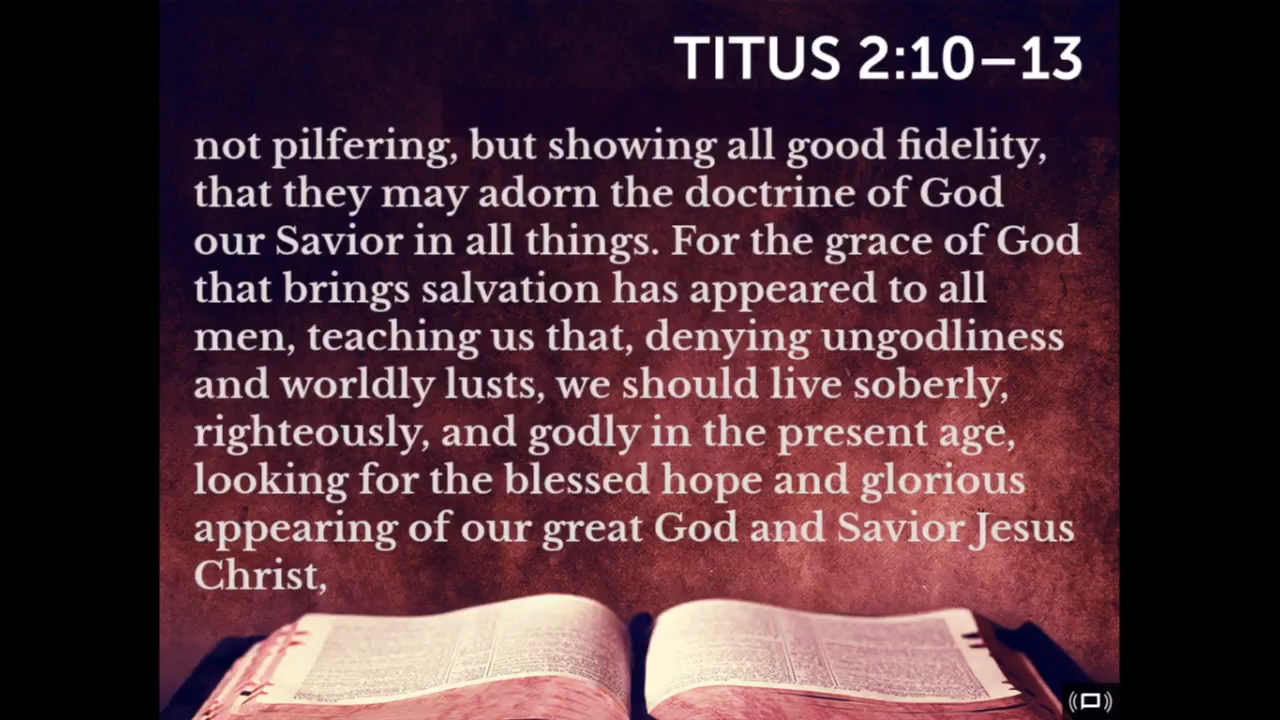 TITUS 2:10–13
not pilfering, but showing all good fidelity,
that they may adorn the doctrine of God
our Savior in all things. For the grace of God
that brings salvation has appeared to all
men, teaching us that, denying ungodliness
and worldly lusts, we should live soberly,
righteously, and godly in the present age,
looking for the blessed hope and glorious
appearing of our great God and Savior Jesus
Christ,